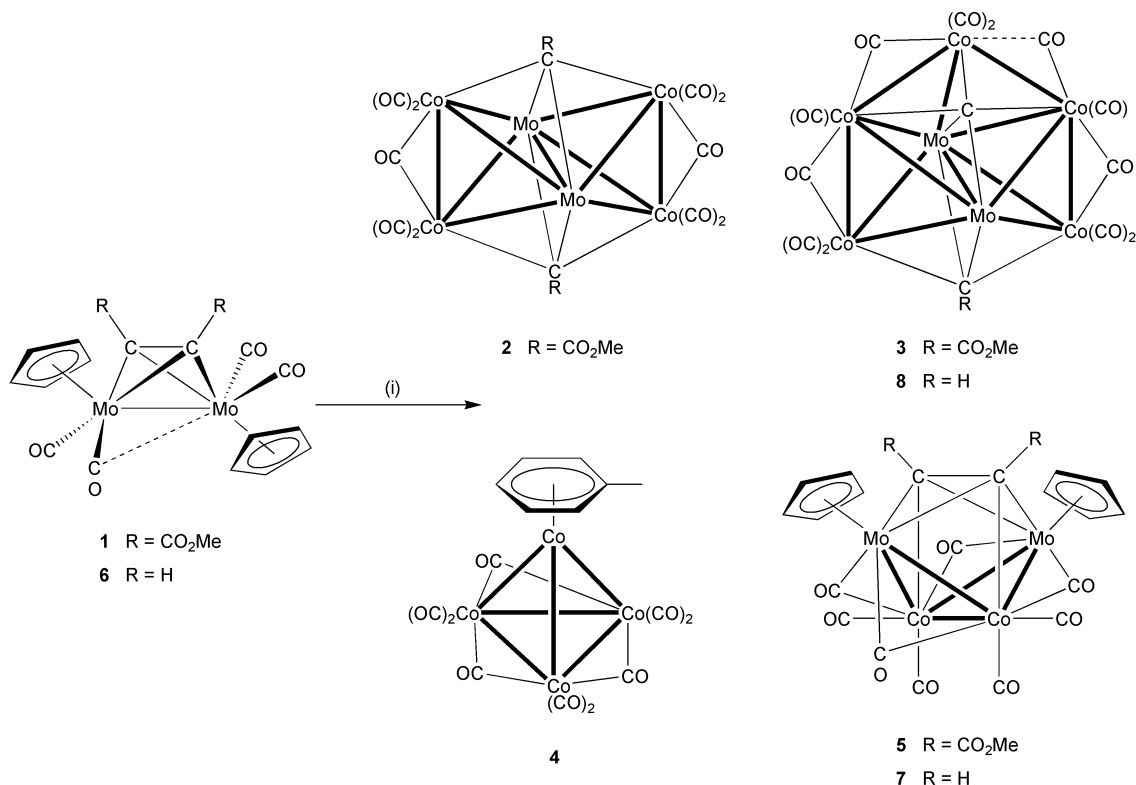 R
C
(OC)₂Co
Co(CO)₂
Mo
OC
CO
Mo
(OC)₂Co
Co(CO)₂
C
R
2 R = CO₂Me
(CO)₂
OC
Co
CO
(OC)Co
C
Co(CO)
Mo
OC
CO
Mo
(OC)₂Co
Co(CO)₂
C
R
3 R = CO₂Me
8 R = H
R
R
C
C
CO
CO
Mo
Mo
OC
C
O
1 R = CO₂Me
6 R = H
(i)
Co
OC
(OC)₂Co
Co(CO)₂
OC
CO
Co
(CO)₂
4
R
R
C
C
Mo
Mo
OC
OC
CO
OC
Co
Co
CO
C
O
CO
CO
5 R = CO₂Me
7 R = H